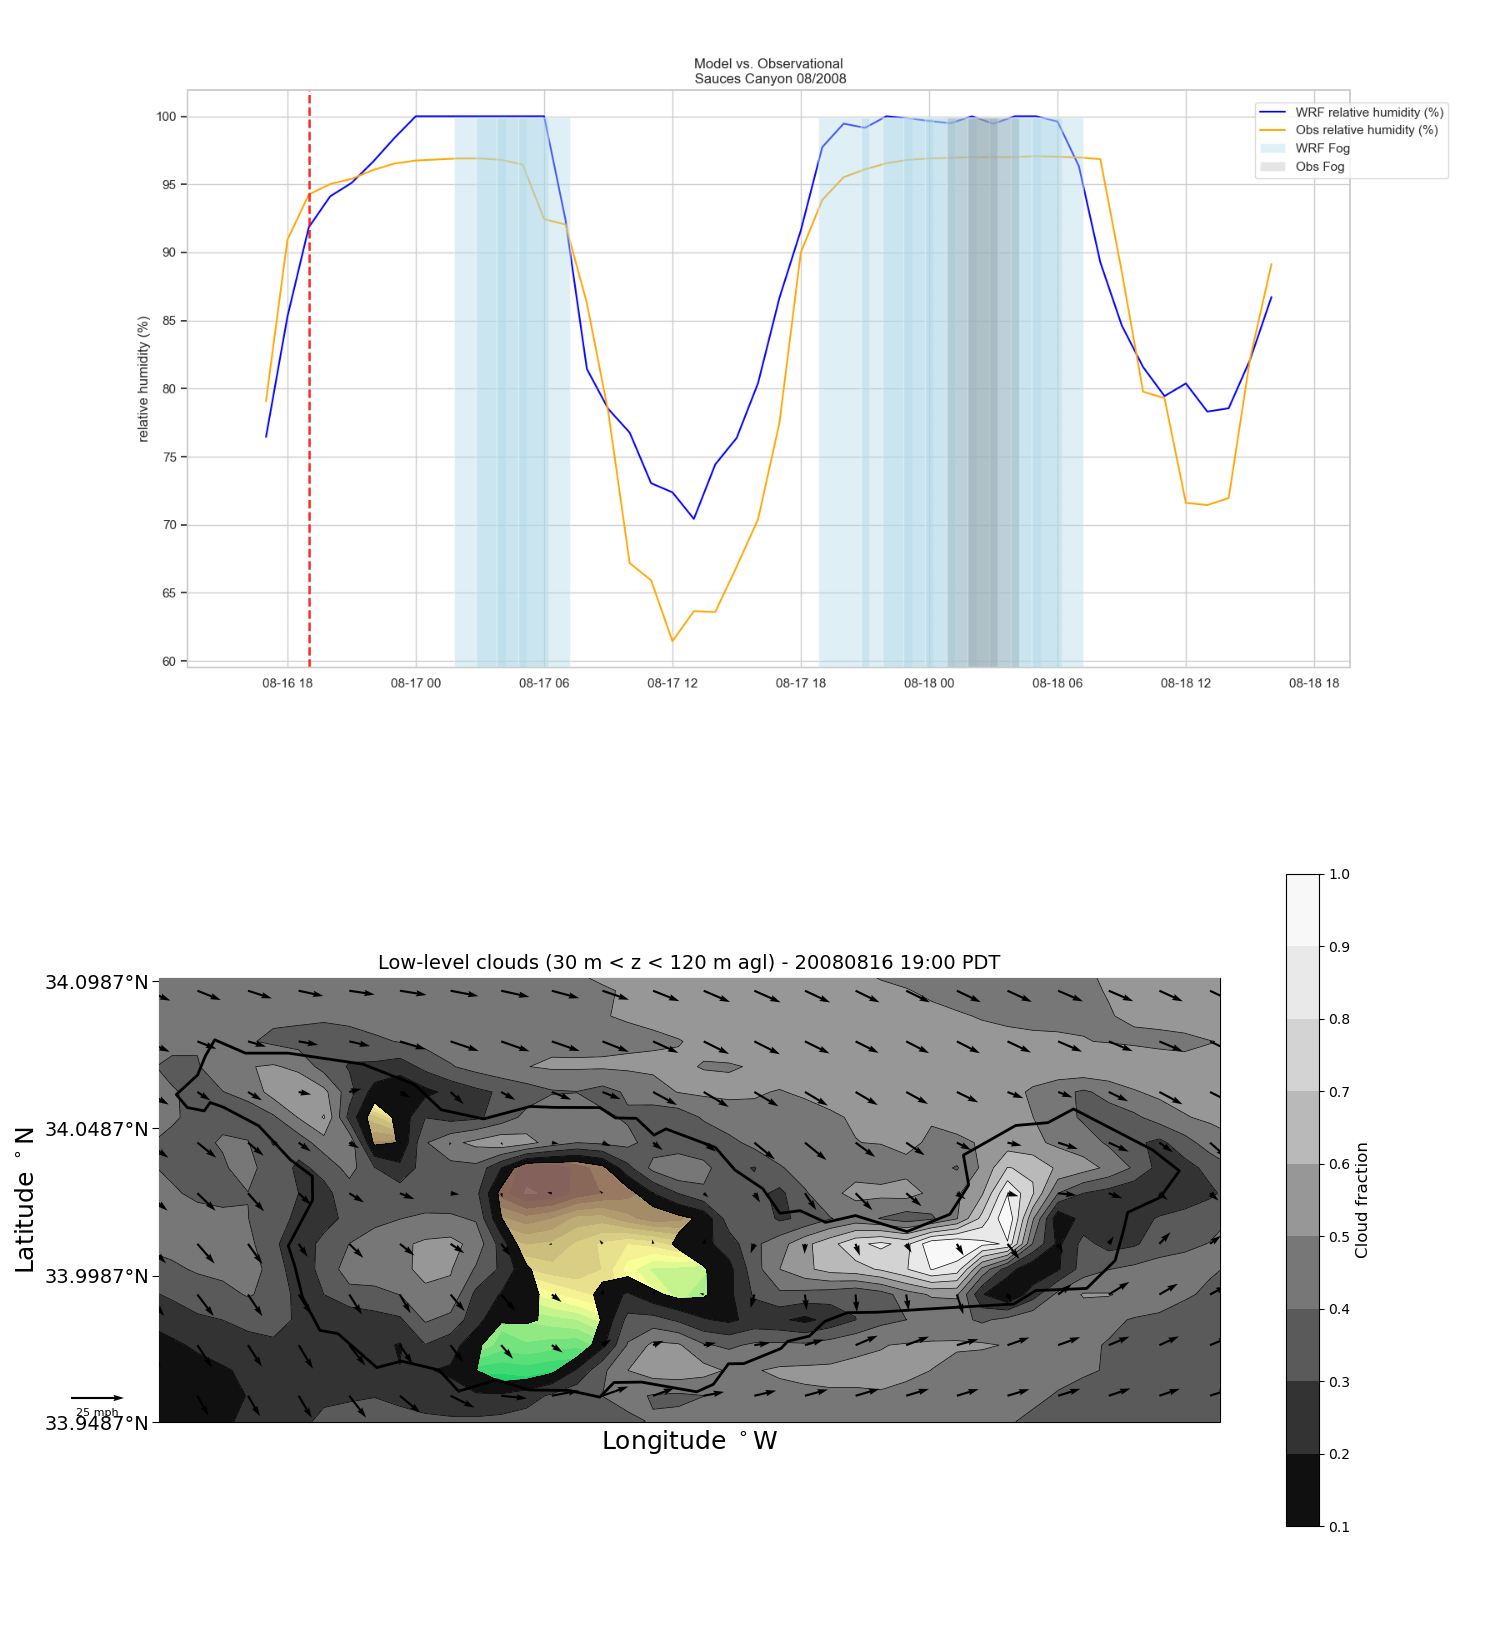 Model vs. Observational
Sauces Canyon 08/2008
WRF relative humidity (%)
Obs relative humidity (%)
WRF Fog
Obs Fog
100
95
90
85
80
75
70
65
60
relative humidity (%)
08-16 18
08-17 00
08-17 06
08-17 12
08-17 18
08-18 00
08-18 06
08-18 12
08-18 18
Low-level clouds (30 m < z < 120 m agl) - 20080816 19:00 PDT
34.0987°N
34.0487°N
33.9987°N
33.9487°N
Latitude °N
25 mph
Longitude °W
1.0
0.9
0.8
0.7
0.6
0.5
0.4
0.3
0.2
0.1
Cloud fraction